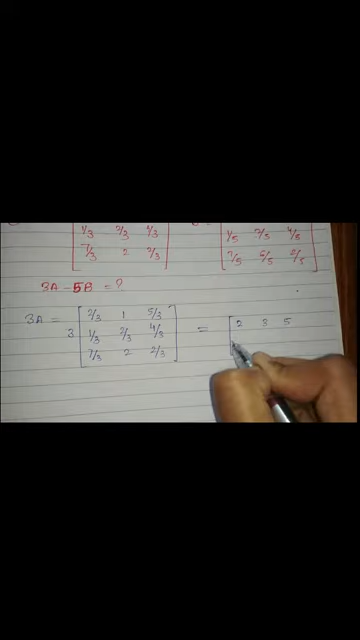 1/3 2/3 4/3 1/5 2/5 4/5
7/3 2 2/3 7/5 6/5 2/5
3A - 5B = ?
2/3 1 5/3
3A = 3 1/3 2/3 4/3 = 2 3 5
7/3 2 2/3